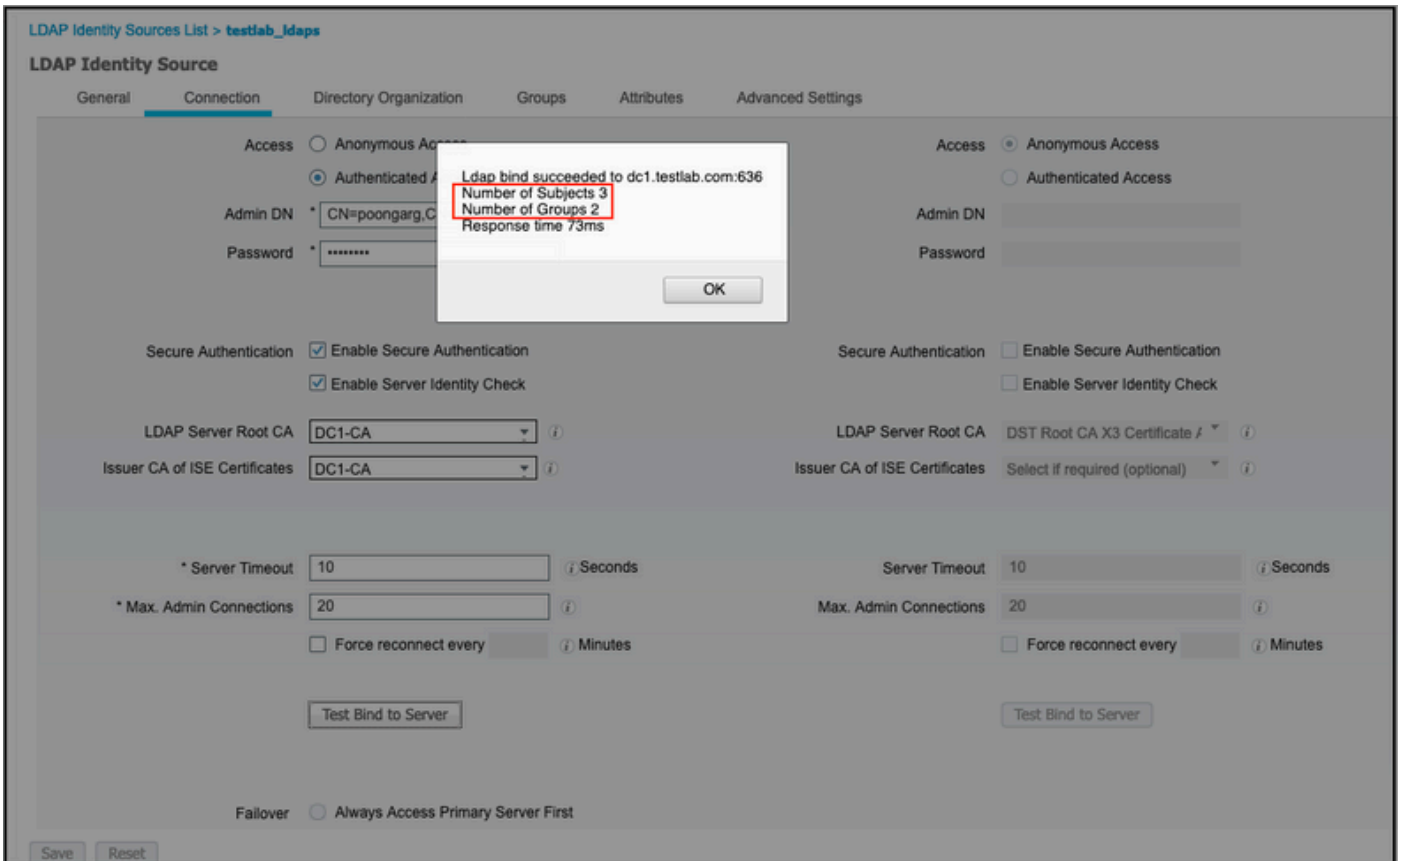 LDAP Identity Sources List > testlab_ldaps
LDAP Identity Source
General Connection Directory Organization Groups Attributes Advanced Settings
Access Anonymous Access Access Anonymous Access
Authenticated A Authenticated Access
Ldap bind succeeded to dc1.testlab.com:636
Number of Subjects 3
Number of Groups 2
Response time 73ms
OK
Admin DN * CN=poongarg,C Admin DN
Password * •••••••• Password
Secure Authentication Enable Secure Authentication Secure Authentication Enable Secure Authentication
Enable Server Identity Check Enable Server Identity Check
LDAP Server Root CA DC1-CA LDAP Server Root CA DST Root CA X3 Certificate A
Issuer CA of ISE Certificates DC1-CA Issuer CA of ISE Certificates Select if required (optional)
* Server Timeout 10 Seconds Server Timeout 10 Seconds
* Max. Admin Connections 20 Max. Admin Connections 20
Force reconnect every Minutes Force reconnect every Minutes
Test Bind to Server Test Bind to Server
Failover Always Access Primary Server First
Save Reset